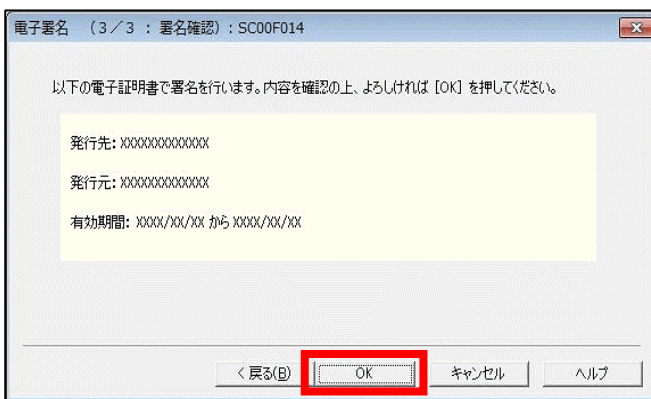 電子署名 (3/3 : 署名確認) : SC00F014
以下の電子証明書で署名を行います。内容を確認の上、よろしければ [OK] を押してください。
発行先: XXXXXXXXXXXXX
発行元: XXXXXXXXXXXXX
有効期間: XXXX/XX/XX から XXXX/XX/XX
< 戻る(B) OK キャンセル ヘルプ